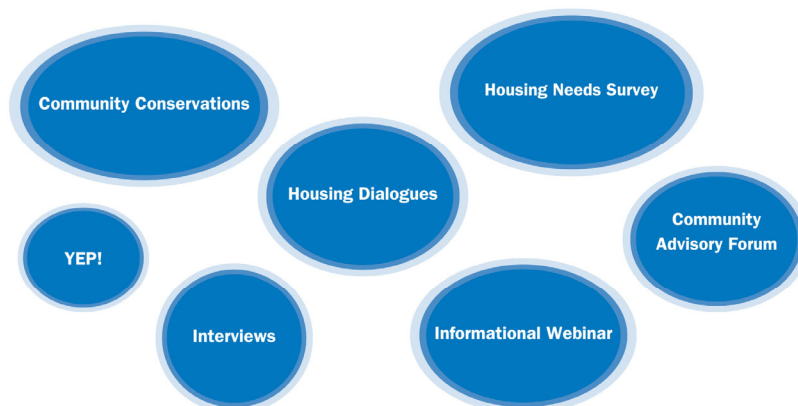 Community Conservations
Housing Needs Survey
Housing Dialogues
Community
Advisory Forum
YEP!
Interviews
Informational Webinar